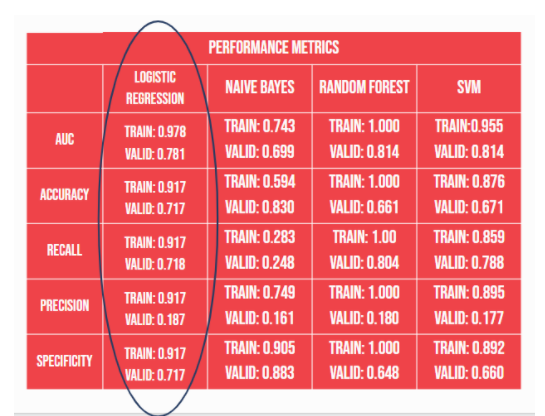 PERFORMANCE METRICS
LOGISTIC REGRESSION NAIVE BAYES RANDOM FOREST SVM
AUC
TRAIN: 0.978 TRAIN: 0.743 TRAIN: 1.000 TRAIN:0.955
VALID: 0.781 VALID: 0.699 VALID: 0.814 VALID: 0.814
ACCURACY
TRAIN: 0.917 TRAIN: 0.594 TRAIN: 1.000 TRAIN: 0.876
VALID: 0.717 VALID: 0.830 VALID: 0.661 VALID: 0.671
RECALL
TRAIN: 0.917 TRAIN: 0.283 TRAIN: 1.00 TRAIN: 0.859
VALID: 0.718 VALID: 0.248 VALID: 0.804 VALID: 0.788
PRECISION
TRAIN: 0.917 TRAIN: 0.749 TRAIN: 1.000 TRAIN: 0.895
VALID: 0.187 VALID: 0.161 VALID: 0.180 VALID: 0.177
SPECIFICITY
TRAIN: 0.917 TRAIN: 0.905 TRAIN: 1.000 TRAIN: 0.892
VALID: 0.717 VALID: 0.883 VALID: 0.648 VALID: 0.660